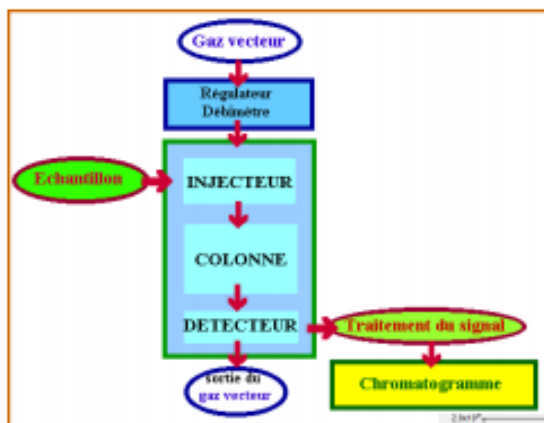 Gaz vecteur
Régulateur
Débimètre
Echantillon
INJECTEUR
COLONNE
DETECTEUR
Traitement du signal
sortie du
gaz vecteur
Chromatogramme